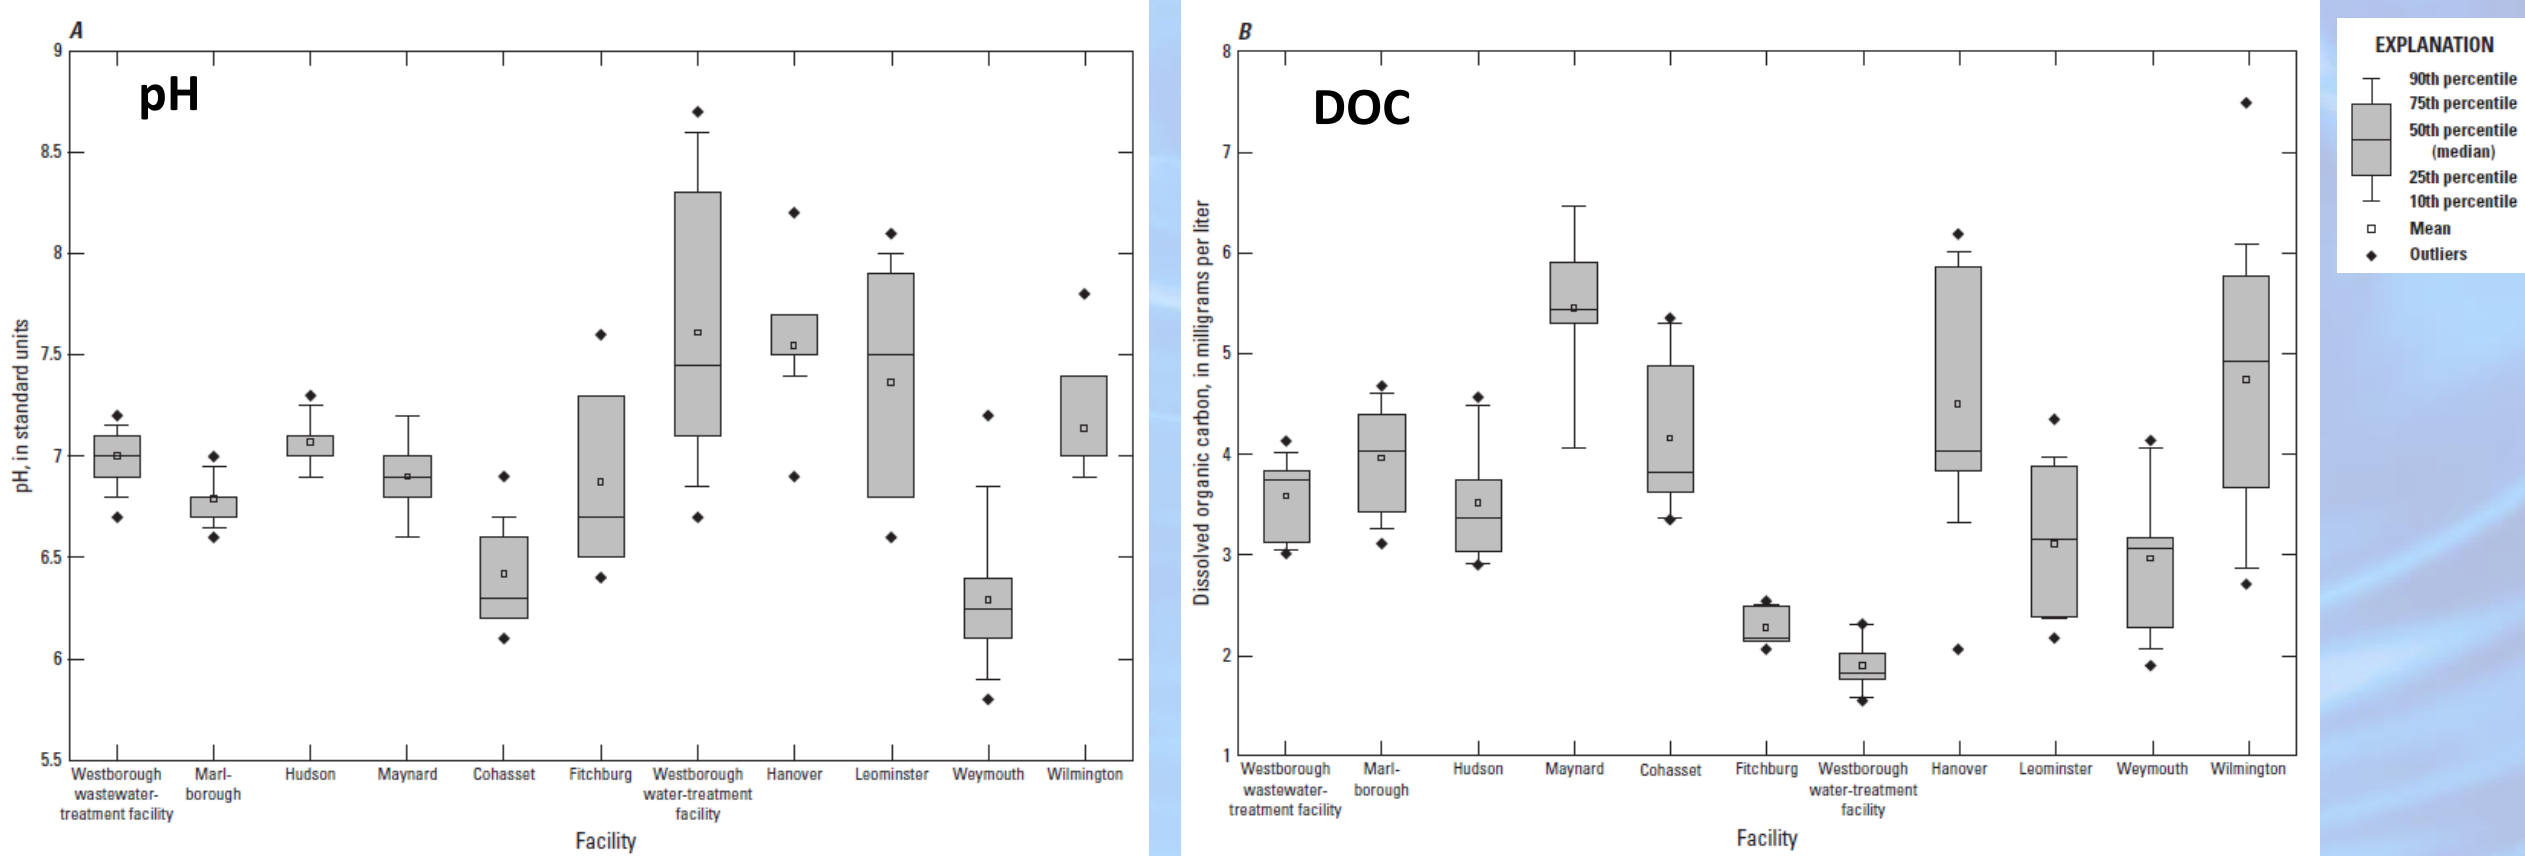 A
pH
9
8.5
8
7.5
7
6.5
6
5.5
pH, in standard units
Westborough
wastewater-
treatment facility
Marl-
borough
Hudson
Maynard
Cohasset
Fitchburg
Westborough
water-treatment
facility
Hanover
Leominster
Weymouth
Wilmington
Facility
B
DOC
8
7
6
5
4
3
2
1
Dissolved organic carbon, in milligrams per liter
Westborough
wastewater-
treatment facility
Marl-
borough
Hudson
Maynard
Cohasset
Fitchburg
Westborough
water-treatment
facility
Hanover
Leominster
Weymouth
Wilmington
Facility
EXPLANATION
90th percentile
75th percentile
50th percentile
(median)
25th percentile
10th percentile
Mean
Outliers